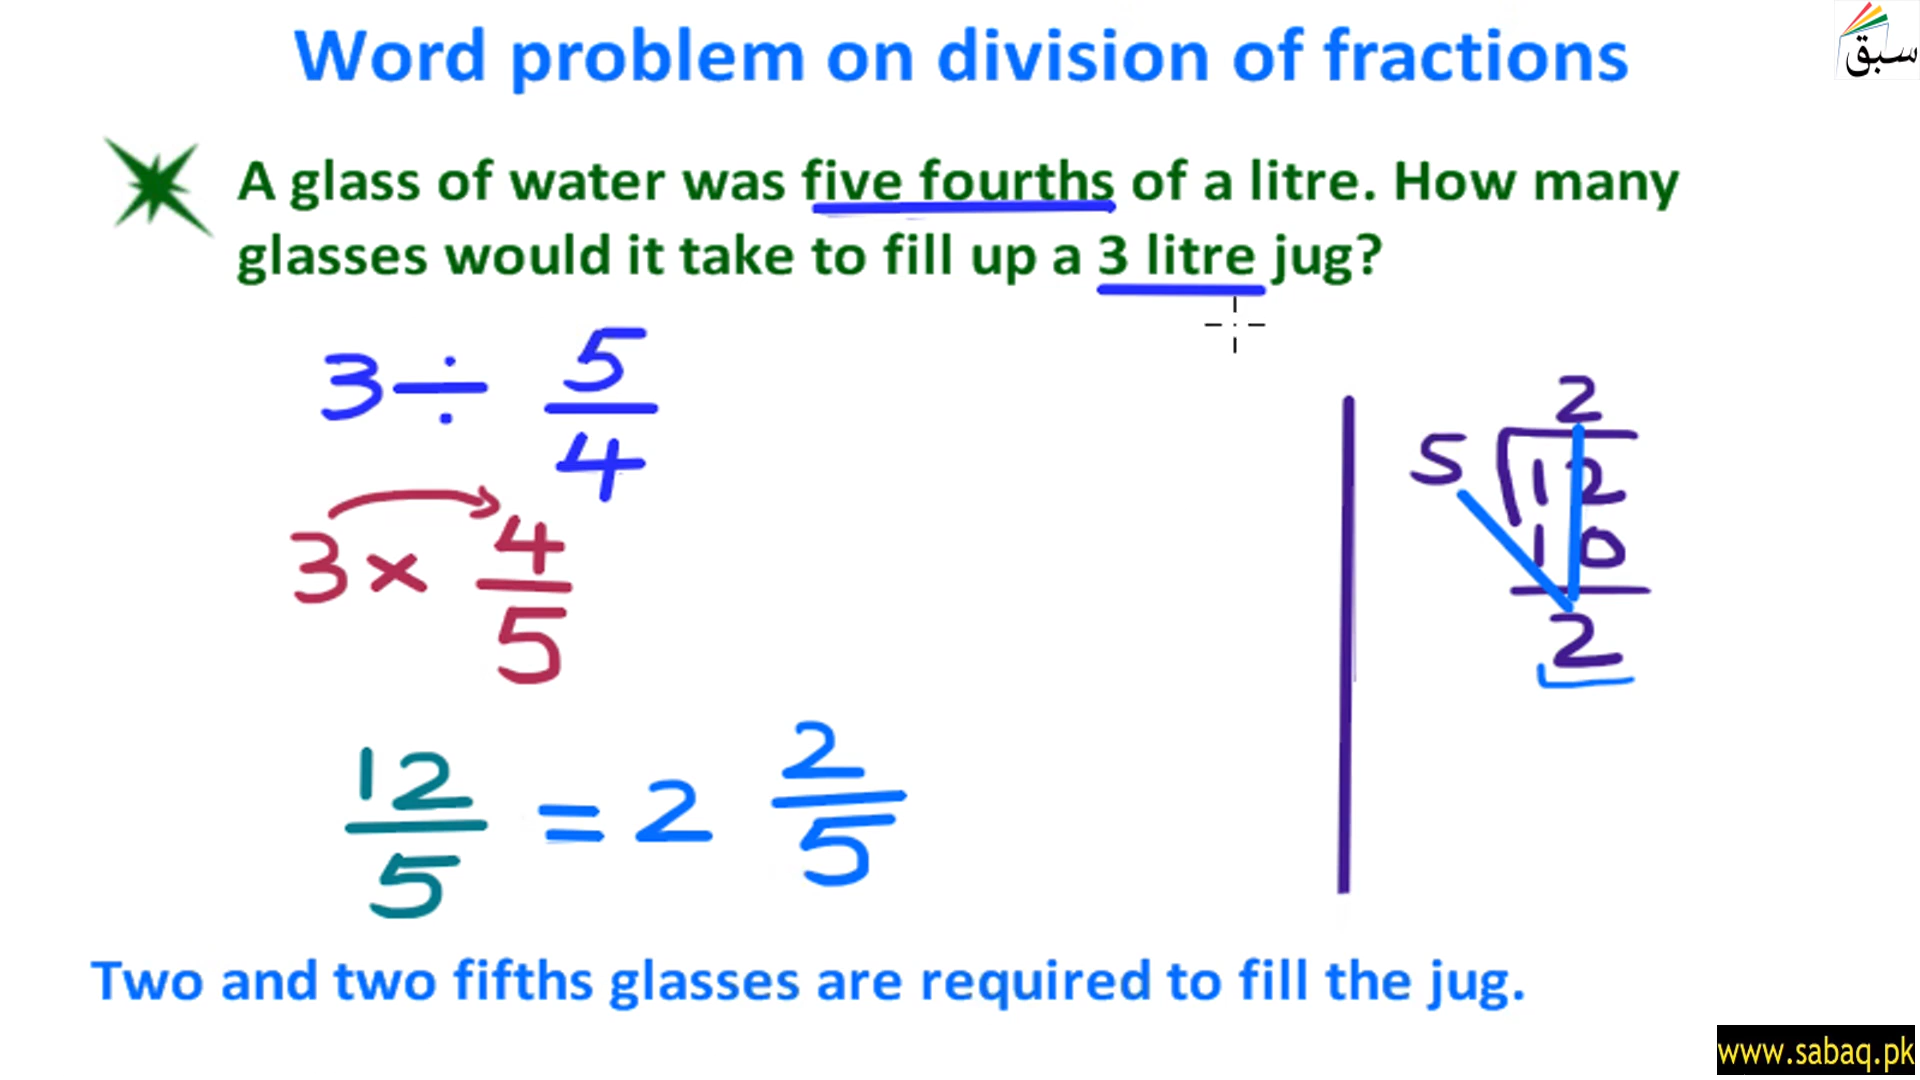 Word problem on division of fractions
سبق
A glass of water was five fourths of a litre. How many
glasses would it take to fill up a 3 litre jug?
3 ÷ 5/4
3 × 4/5
12/5 = 2 2/5
2
5 12
10
2
Two and two fifths glasses are required to fill the jug.
www.sabaq.pk